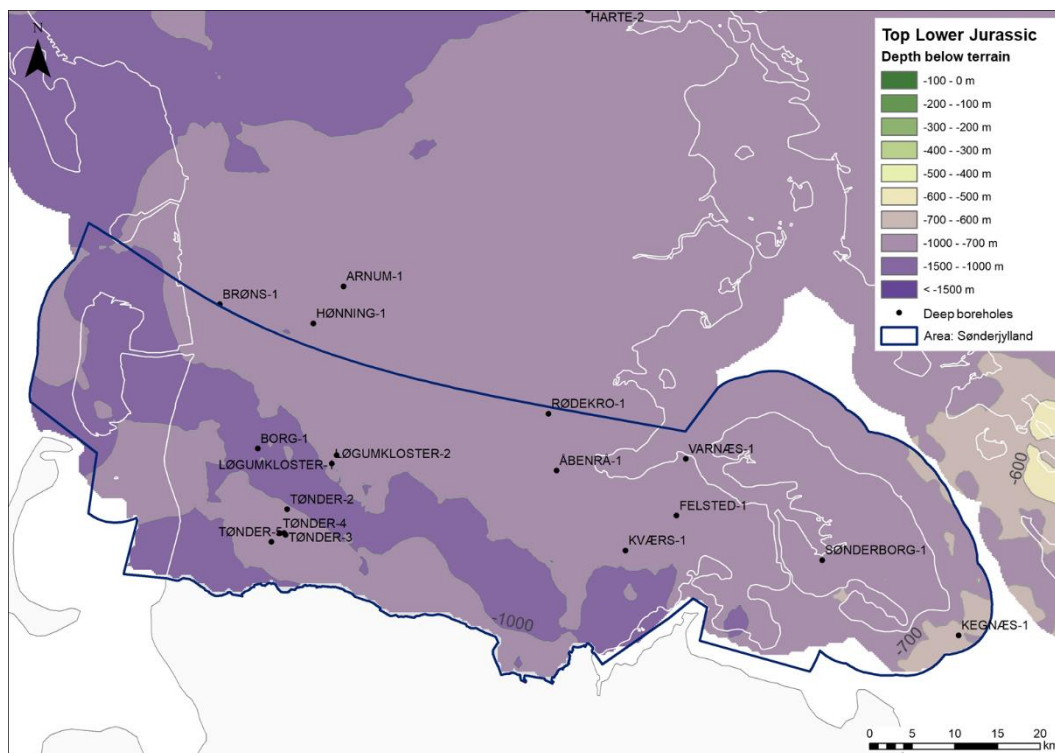 HARTE-2
N
Top Lower Jurassic
Depth below terrain
-100 - 0 m
-200 - -100 m
-300 - -200 m
-400 - -300 m
-500 - -400 m
-600 - -500 m
-700 - -600 m
-1000 - -700 m
-1500 - -1000 m
< -1500 m
Deep boreholes
Area: Sønderjylland
ARNUM-1
BRØNS-1
HØNNING-1
RØDEKRO-1
BORG-1
LØGUMKLOSTER-2
LØGUMKLOSTER-1
VARNÆS-1
ÅBENRÅ-1
-600
TØNDER-2
FELSTED-1
TØNDER-4
TØNDER-5
TØNDER-3
KVÆRS-1
SØNDERBORG-1
-1000
-700
KEGNÆS-1
0 5 10 15 20
km